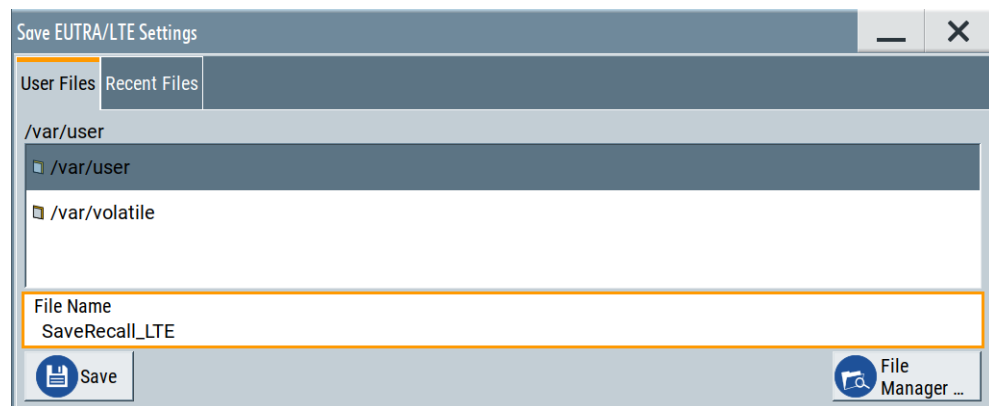 Save EUTRA/LTE Settings
User Files Recent Files
/var/user
/var/user
/var/volatile
File Name
SaveRecall_LTE
Save
File
Manager ...